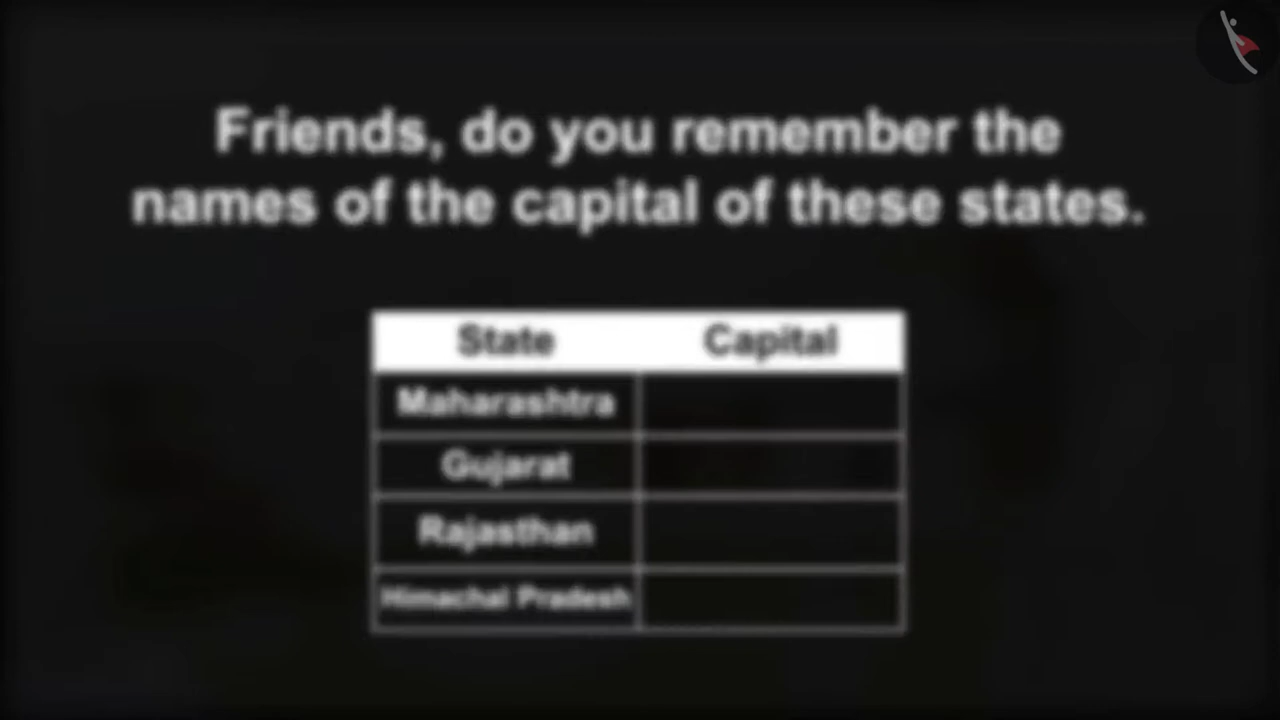 Friends, do you remember the
names of the capital of these states.
State Capital
Maharashtra
Gujarat
Rajasthan
Himachal Pradesh